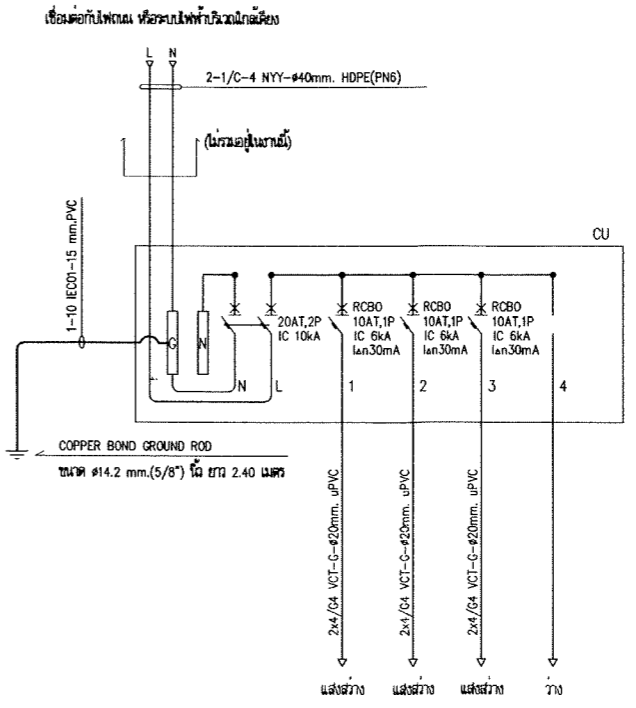 เชื่อมต่อกับไฟถนน หรือระบบไฟฟ้าบริเวณใกล้เคียง
L N
2-1/C-4 NYY-ø40mm. HDPE(PN6)
(ไม่รวมอยู่ในงานนี้)
1-10 IEC01-15 mm.PVC
CU
20AT,2P
IC 10kA
RCBO
10AT,1P
IC 6kA
I∆n30mA
RCBO
10AT,1P
IC 6kA
I∆n30mA
RCBO
10AT,1P
IC 6kA
I∆n30mA
G N
N L 1 2 3 4
COPPER BOND GROUND ROD
ขนาด ø14.2 mm.(5/8") นิ้ว ยาว 2.40 เมตร
2x4/G4 VCT-G-ø20mm. uPVC
2x4/G4 VCT-G-ø20mm. uPVC
2x4/G4 VCT-G-ø20mm. uPVC
แสงสว่าง แสงสว่าง แสงสว่าง ว่าง